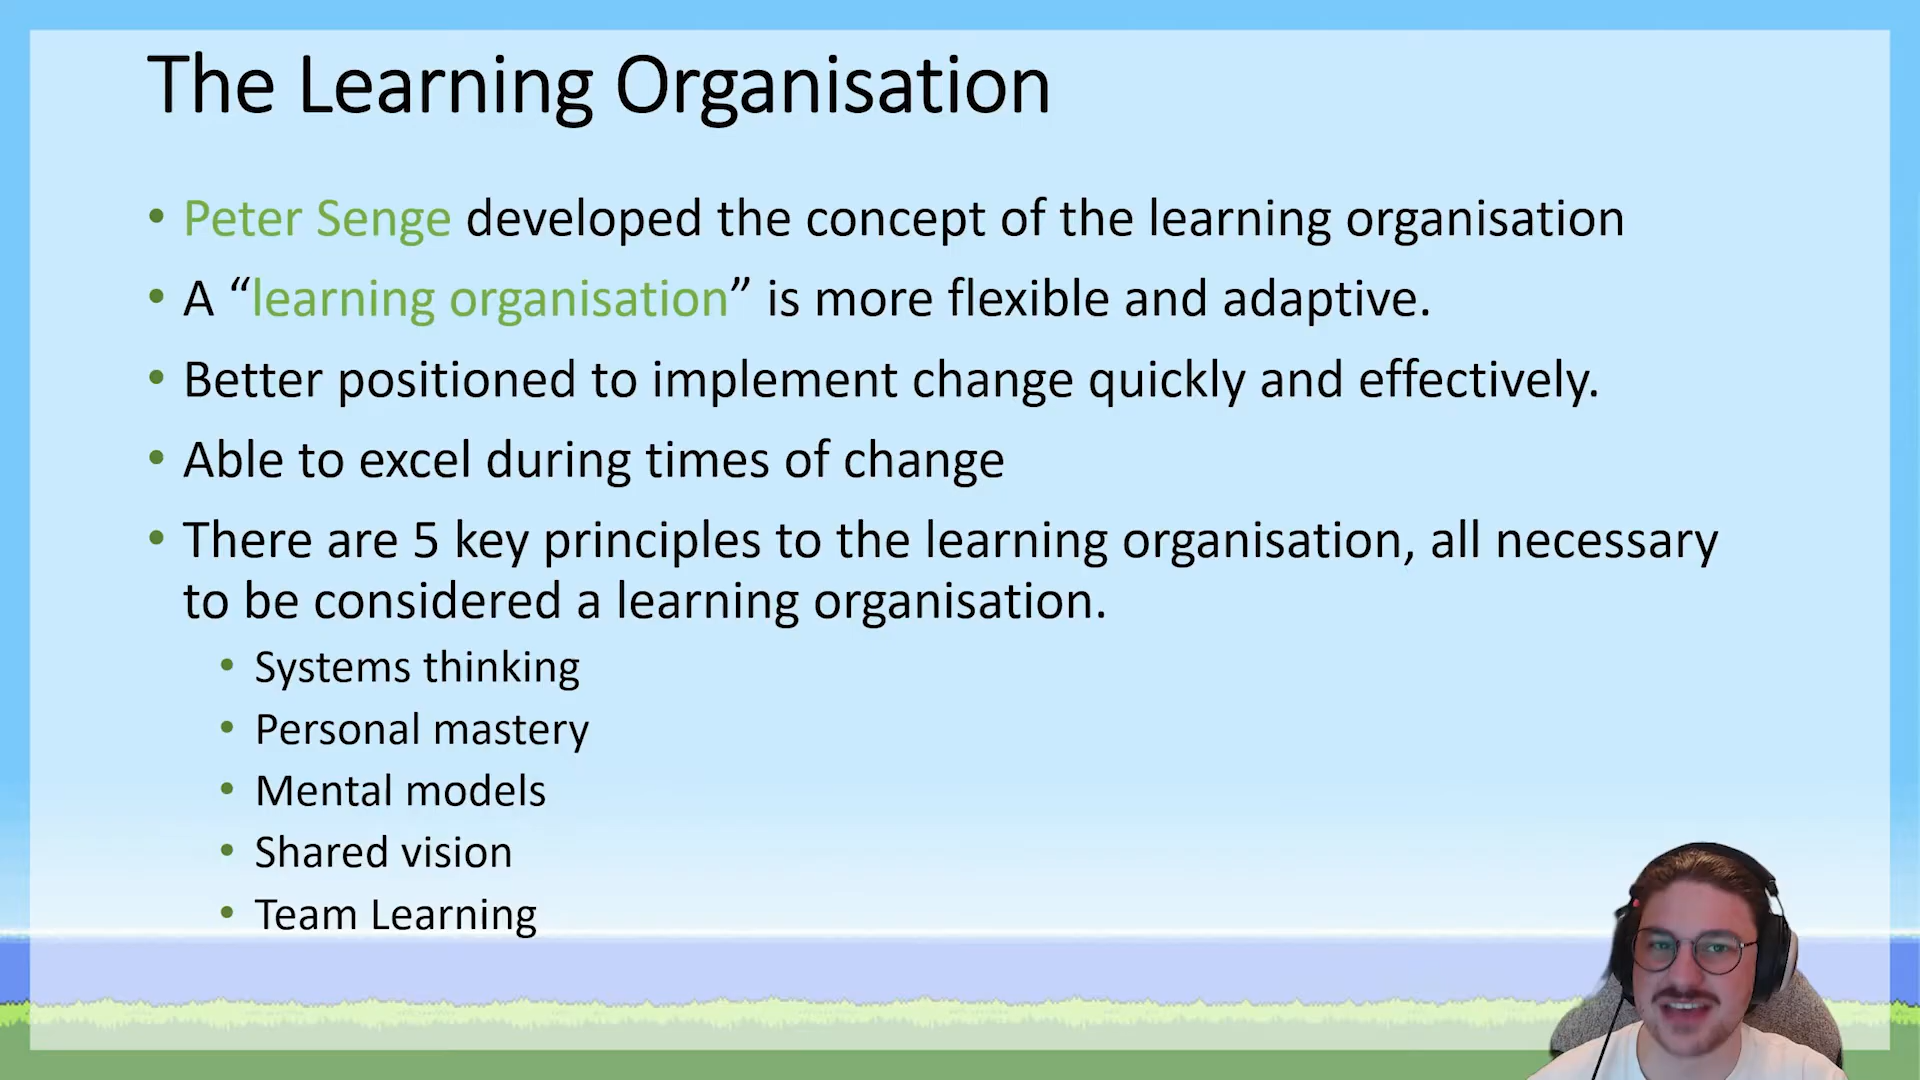 The Learning Organisation
• Peter Senge developed the concept of the learning organisation
• A “learning organisation” is more flexible and adaptive.
• Better positioned to implement change quickly and effectively.
• Able to excel during times of change
• There are 5 key principles to the learning organisation, all necessary
to be considered a learning organisation.
• Systems thinking
• Personal mastery
• Mental models
• Shared vision
• Team Learning